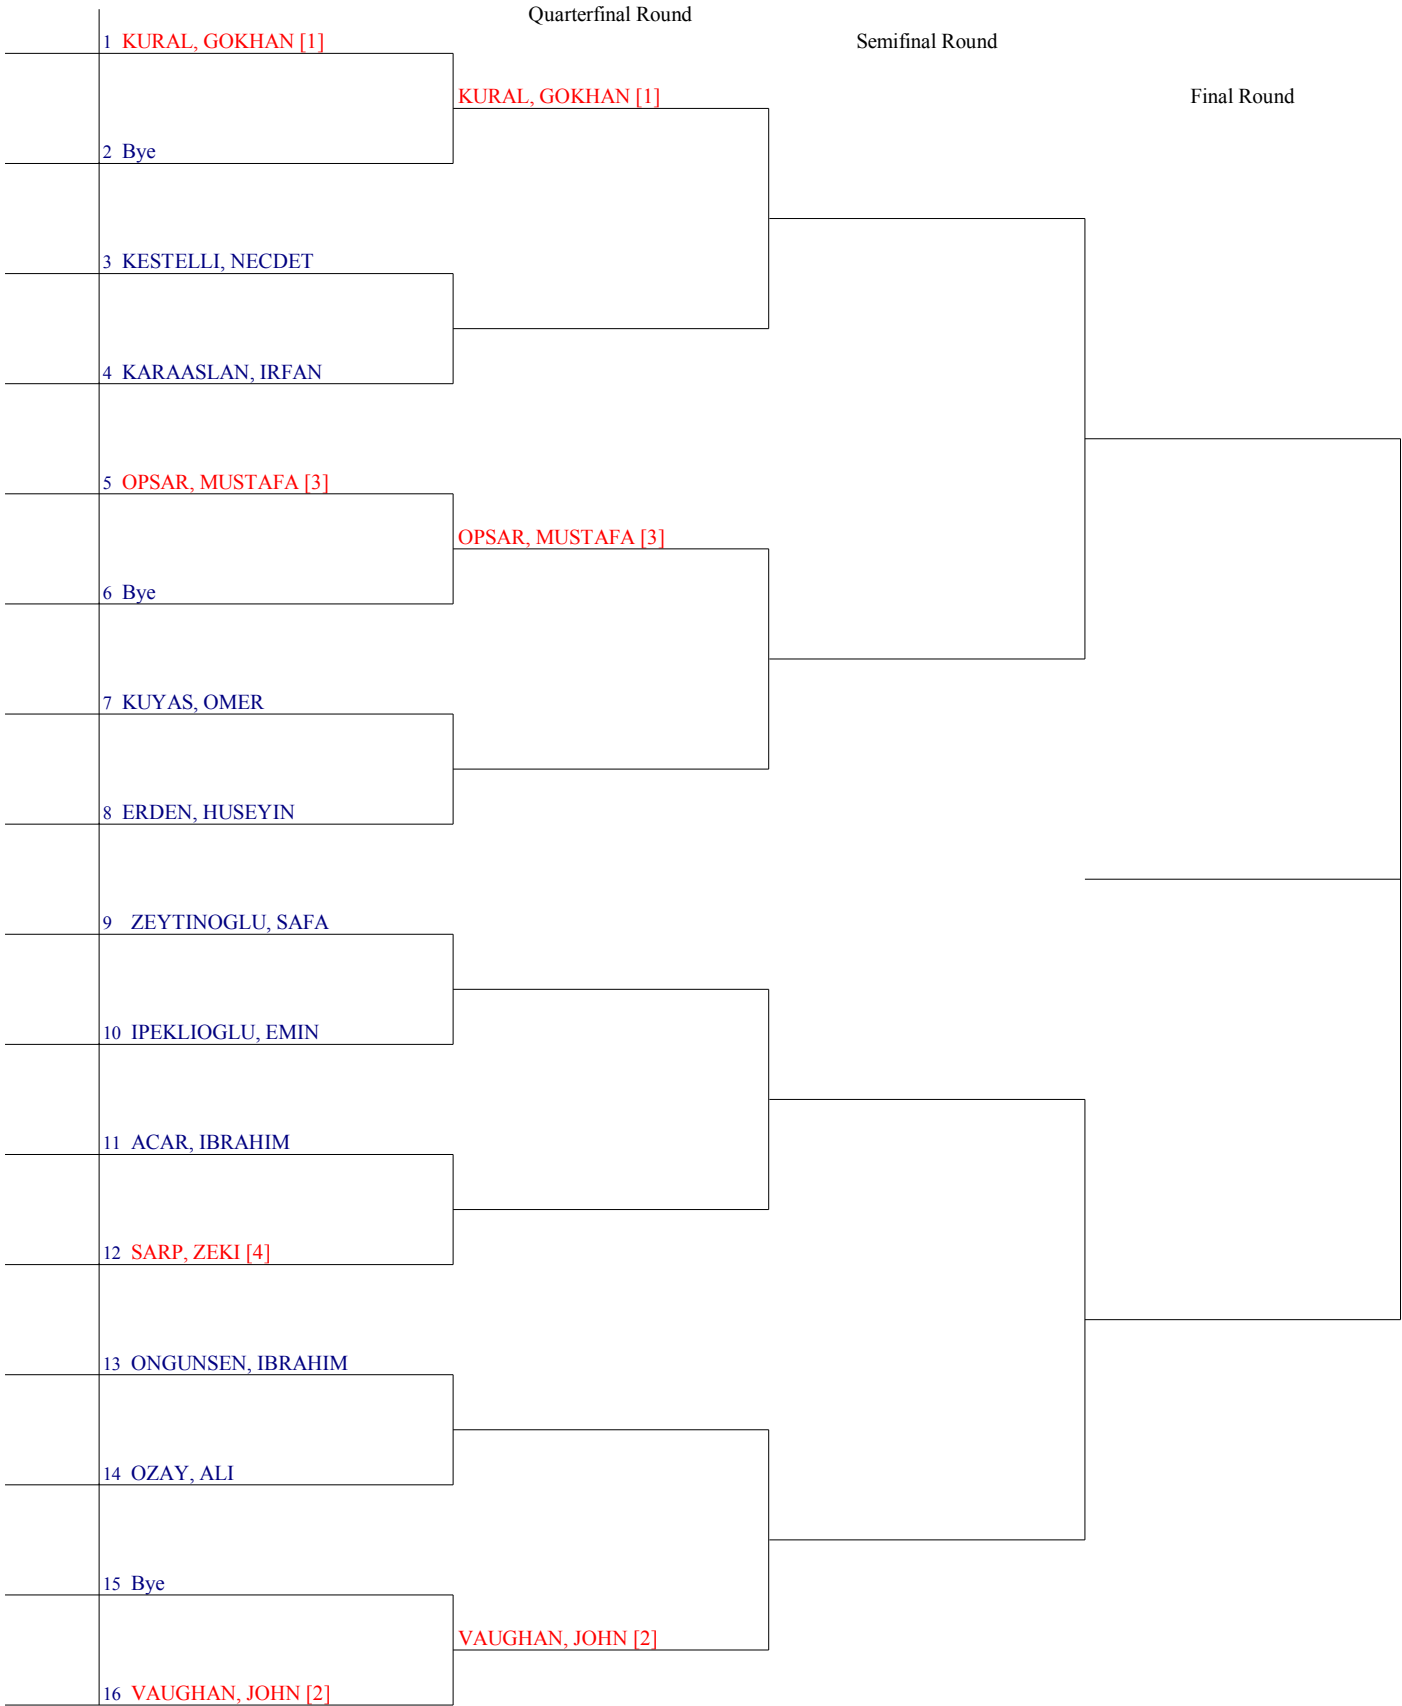 Quarterfinal Round
1 KURAL, GOKHAN [1]
Semifinal Round
KURAL, GOKHAN [1]
Final Round
2 Bye
3 KESTELLI, NECDET
4 KARAASLAN, IRFAN
5 OPSAR, MUSTAFA [3]
OPSAR, MUSTAFA [3]
6 Bye
7 KUYAS, OMER
8 ERDEN, HUSEYIN
9 ZEYTINOGLU, SAFA
10 IPEKLIOGLU, EMIN
11 ACAR, IBRAHIM
12 SARP, ZEKI [4]
13 ONGUNSEN, IBRAHIM
14 OZAY, ALI
15 Bye
VAUGHAN, JOHN [2]
16 VAUGHAN, JOHN [2]